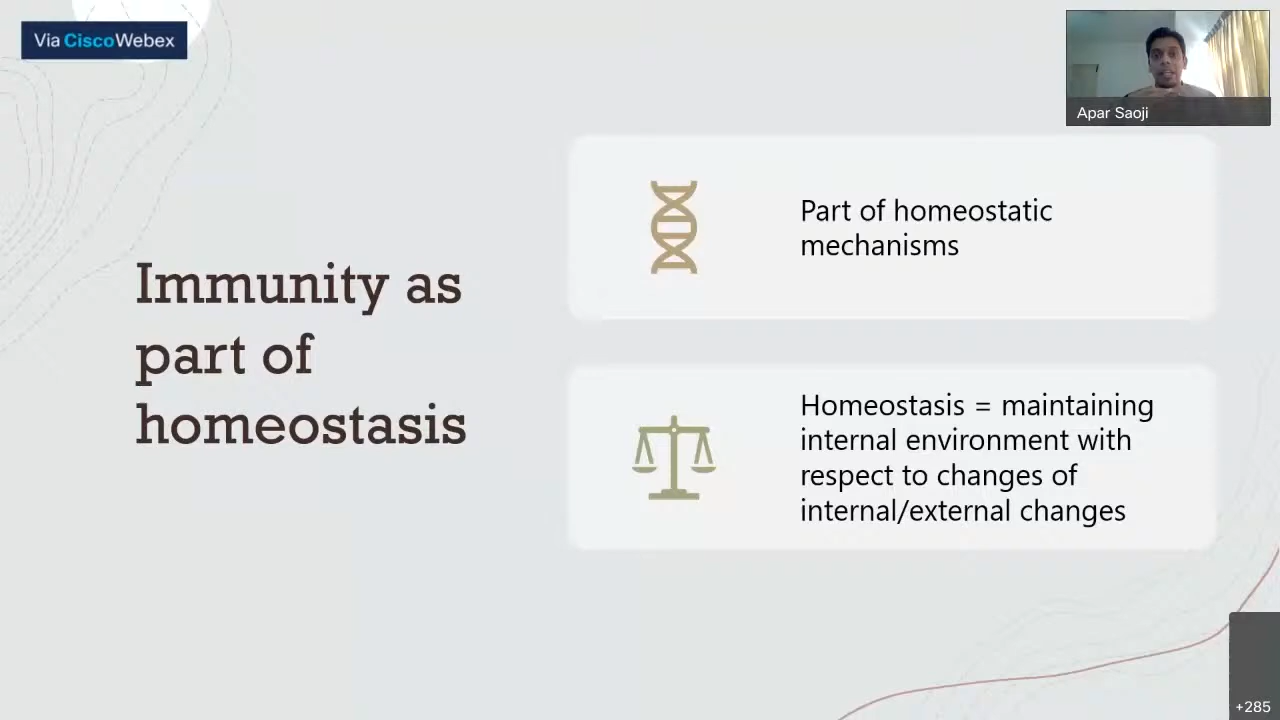 Via CiscoWebex
Apar Saoji
Immunity as
part of
homeostasis
Part of homeostatic
mechanisms
Homeostasis = maintaining
internal environment with
respect to changes of
internal/external changes
+285